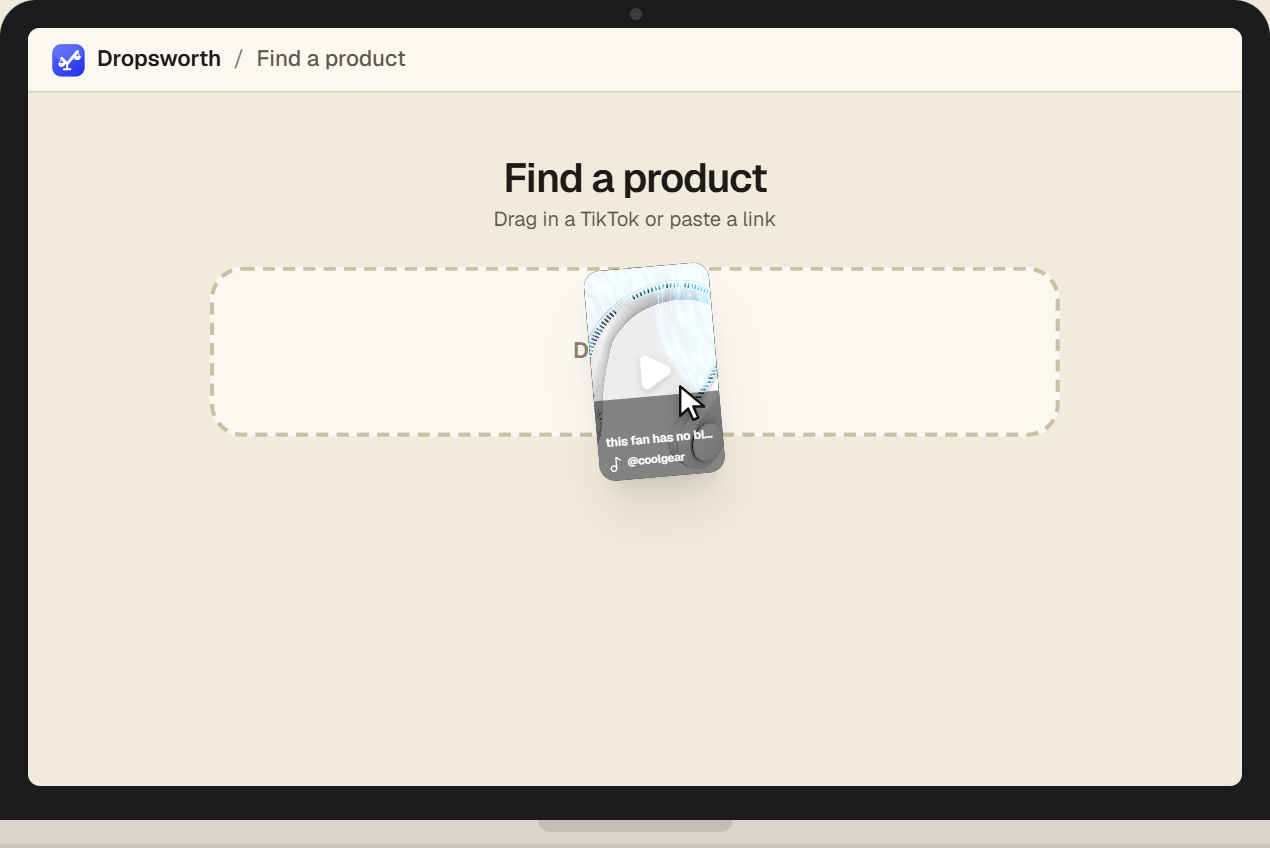 Dropsworth / Find a product
Find a product
Drag in a TikTok or paste a link
this fan has no bl...
@coolgear